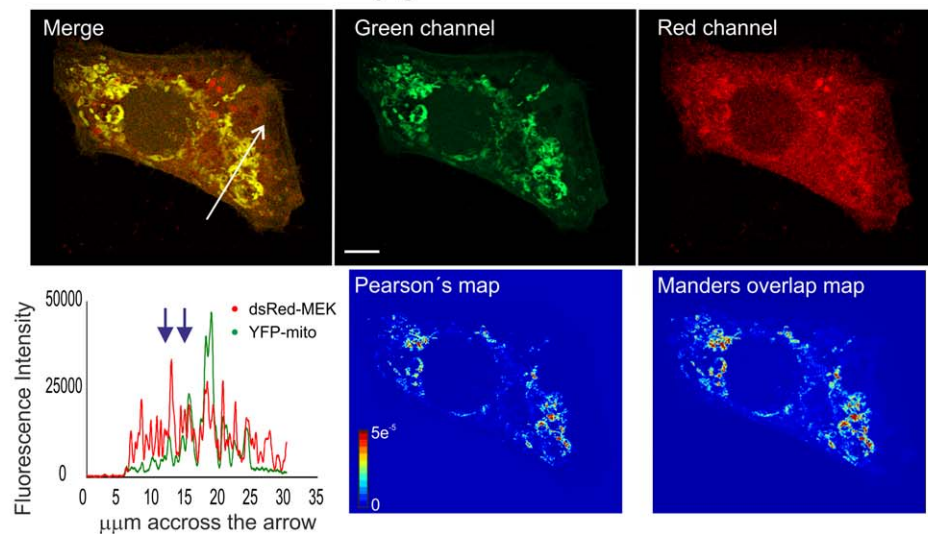 Merge
Green channel
Red channel
Pearson´s map
Manders overlap map
50000
25000
0
Fluorescence Intensity
dsRed-MEK
YFP-mito
0 5 10 15 20 25 30 35
μμm accross the arrow
5e-5
0